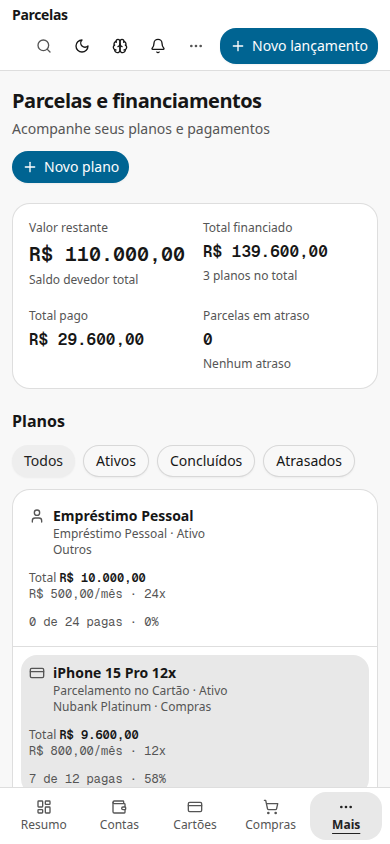 Parcelas
Novo lançamento
Parcelas e financiamentos
Acompanhe seus planos e pagamentos
Novo plano
Valor restante
R$ 110.000,00
Saldo devedor total
Total financiado
R$ 139.600,00
3 planos no total
Total pago
R$ 29.600,00
Parcelas em atraso
0
Nenhum atraso
Planos
Todos Ativos Concluídos Atrasados
Empréstimo Pessoal
Empréstimo Pessoal · Ativo
Outros
Total R$ 10.000,00
R$ 500,00/mês · 24x
0 de 24 pagas · 0%
iPhone 15 Pro 12x
Parcelamento no Cartão · Ativo
Nubank Platinum · Compras
Total R$ 9.600,00
R$ 800,00/mês · 12x
7 de 12 pagas · 58%
Resumo Contas Cartões Compras Mais